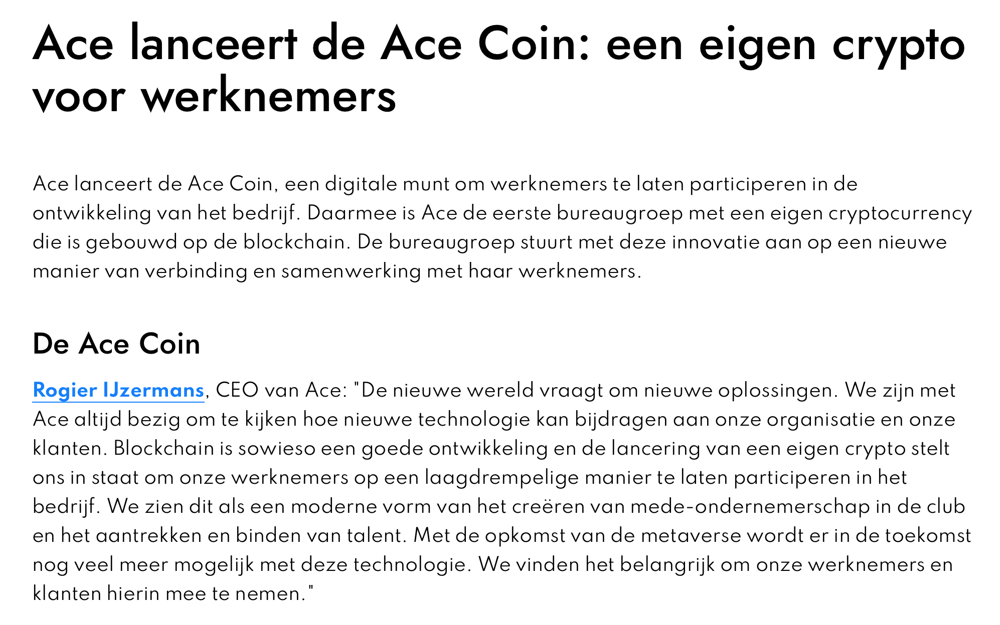 Ace lanceert de Ace Coin: een eigen crypto
voor werknemers
Ace lanceert de Ace Coin, een digitale munt om werknemers te laten participeren in de
ontwikkeling van het bedrijf. Daarmee is Ace de eerste bureaugroep met een eigen cryptocurrency
die is gebouwd op de blockchain. De bureaugroep stuurt met deze innovatie aan op een nieuwe
manier van verbinding en samenwerking met haar werknemers.
De Ace Coin
Rogier IJzermans, CEO van Ace: "De nieuwe wereld vraagt om nieuwe oplossingen. We zijn met
Ace altijd bezig om te kijken hoe nieuwe technologie kan bijdragen aan onze organisatie en onze
klanten. Blockchain is sowieso een goede ontwikkeling en de lancering van een eigen crypto stelt
ons in staat om onze werknemers op een laagdrempelige manier te laten participeren in het
bedrijf. We zien dit als een moderne vorm van het creëren van mede-ondernemerschap in de club
en het aantrekken en binden van talent. Met de opkomst van de metaverse wordt er in de toekomst
nog veel meer mogelijk met deze technologie. We vinden het belangrijk om onze werknemers en
klanten hierin mee te nemen."